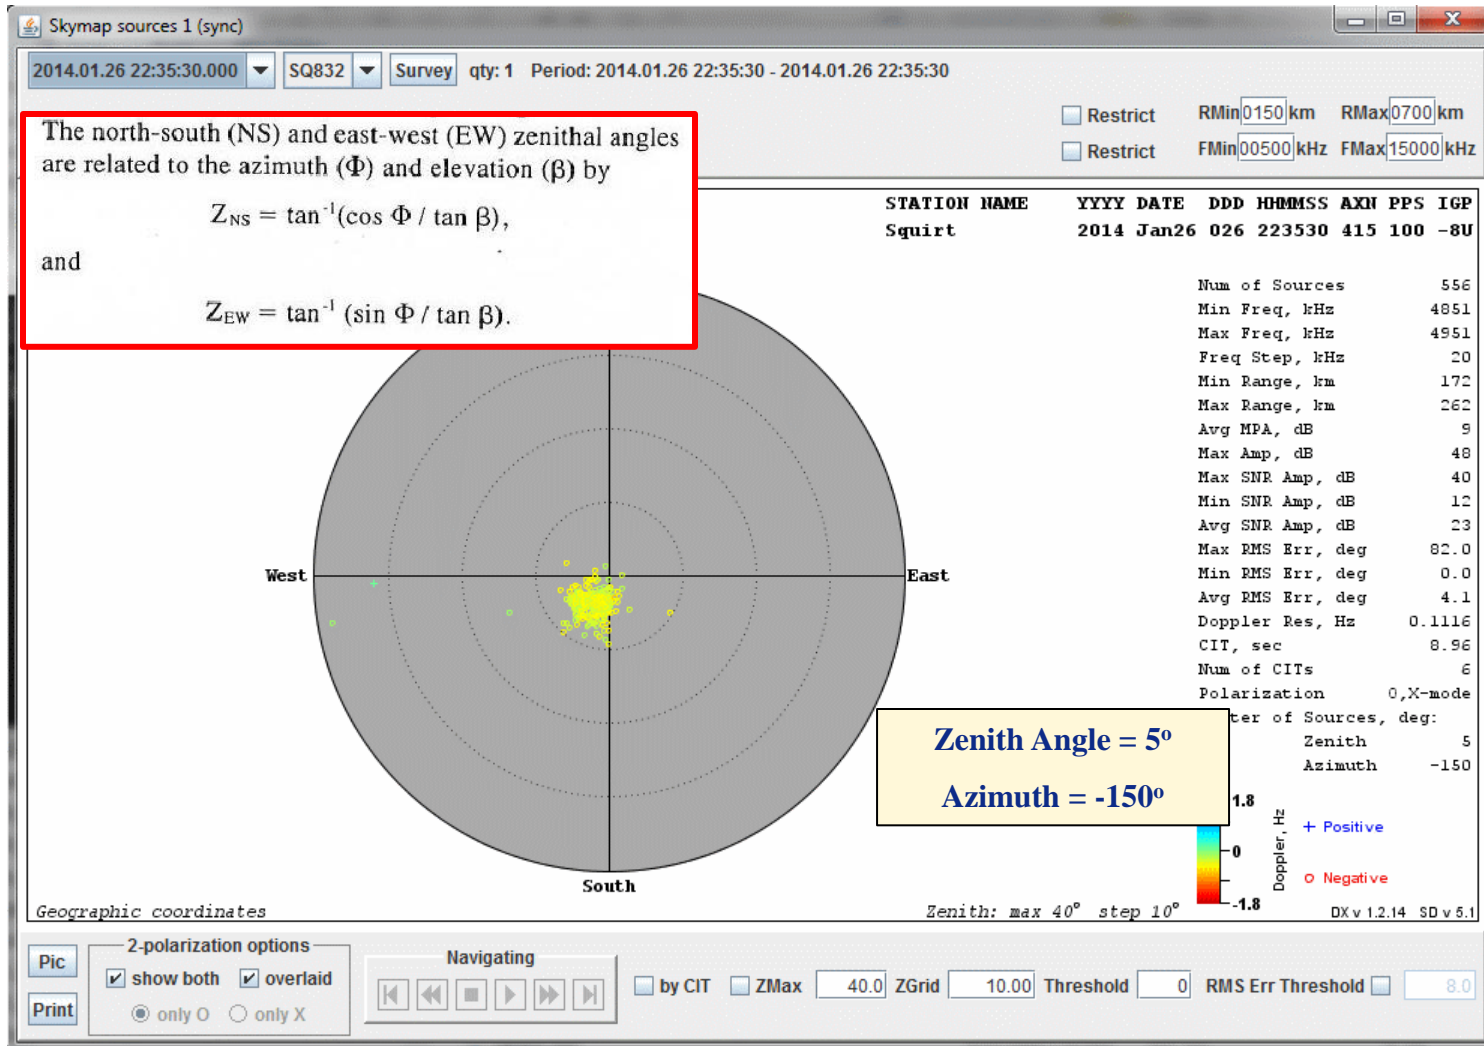 Skymap sources 1 (sync)
2014.01.26 22:35:30.000 SQ832 Survey qty: 1 Period: 2014.01.26 22:35:30 - 2014.01.26 22:35:30
Restrict RMin 0150 km RMax 0700 km
Restrict FMin 00500 kHz FMax 15000 kHz
The north-south (NS) and east-west (EW) zenithal angles
are related to the azimuth (Φ) and elevation (β) by
Z_NS = tan⁻¹(cos Φ / tan β),
and
Z_EW = tan⁻¹ (sin Φ / tan β).
STATION NAME YYYY DATE DDD HHMMSS AXN PPS IGP
Squirt 2014 Jan26 026 223530 415 100 -8U
Num of Sources 556
Min Freq, kHz 4851
Max Freq, kHz 4951
Freq Step, kHz 20
Min Range, km 172
Max Range, km 262
Avg MPA, dB 9
Max Amp, dB 48
Max SNR Amp, dB 40
Min SNR Amp, dB 12
Avg SNR Amp, dB 23
Max RMS Err, deg 82.0
Min RMS Err, deg 0.0
Avg RMS Err, deg 4.1
Doppler Res, Hz 0.1116
CIT, sec 8.96
Num of CITs 6
Polarization O,X-mode
ter of Sources, deg:
Zenith 5
Azimuth -150
West
East
South
Zenith Angle = 5°
Azimuth = -150°
1.8
0
-1.8
Doppler, Hz
+ Positive
o Negative
Geographic coordinates
Zenith: max 40° step 10°
DX v 1.2.14 SD v 5.1
Pic
Print
2-polarization options
show both overlaid
only O only X
Navigating
by CIT ZMax 40.0 ZGrid 10.00 Threshold 0 RMS Err Threshold 8.0